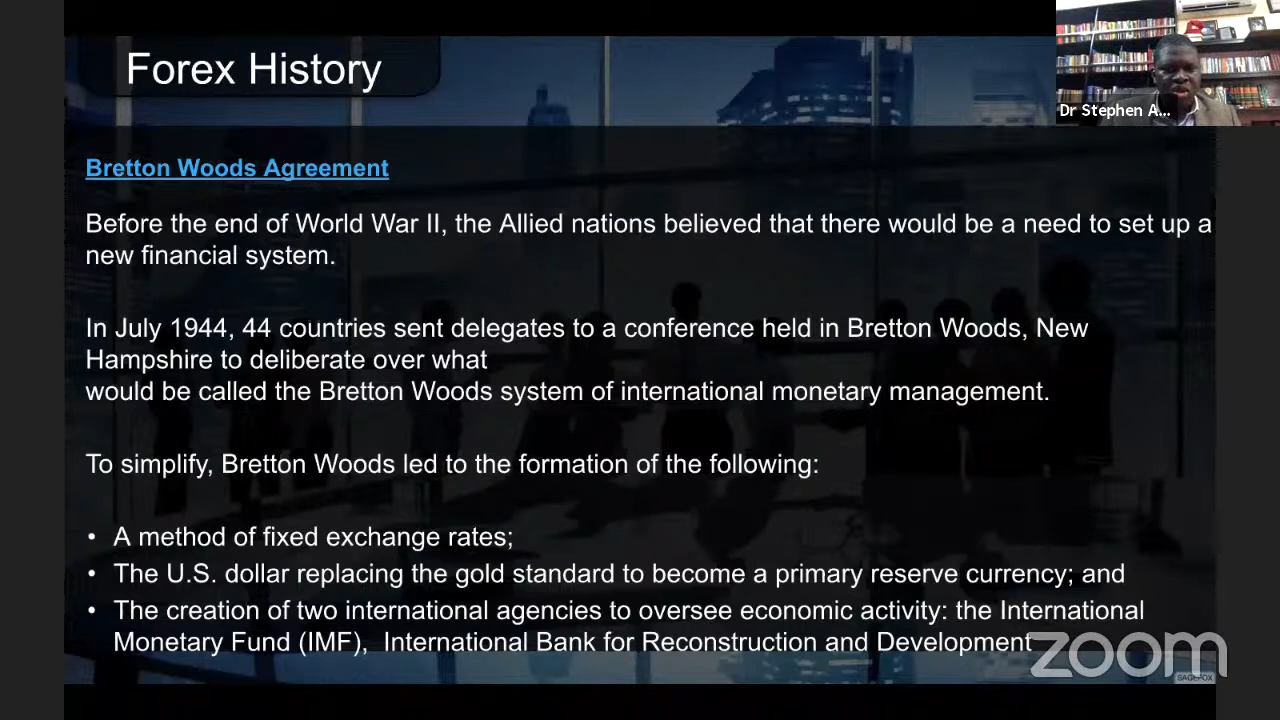 Forex History
Dr Stephen A...
Bretton Woods Agreement
Before the end of World War II, the Allied nations believed that there would be a need to set up a
new financial system.
In July 1944, 44 countries sent delegates to a conference held in Bretton Woods, New
Hampshire to deliberate over what
would be called the Bretton Woods system of international monetary management.
To simplify, Bretton Woods led to the formation of the following:
• A method of fixed exchange rates;
• The U.S. dollar replacing the gold standard to become a primary reserve currency; and
• The creation of two international agencies to oversee economic activity: the International
Monetary Fund (IMF),  International Bank for Reconstruction and Development
zoom
SAGEFOX